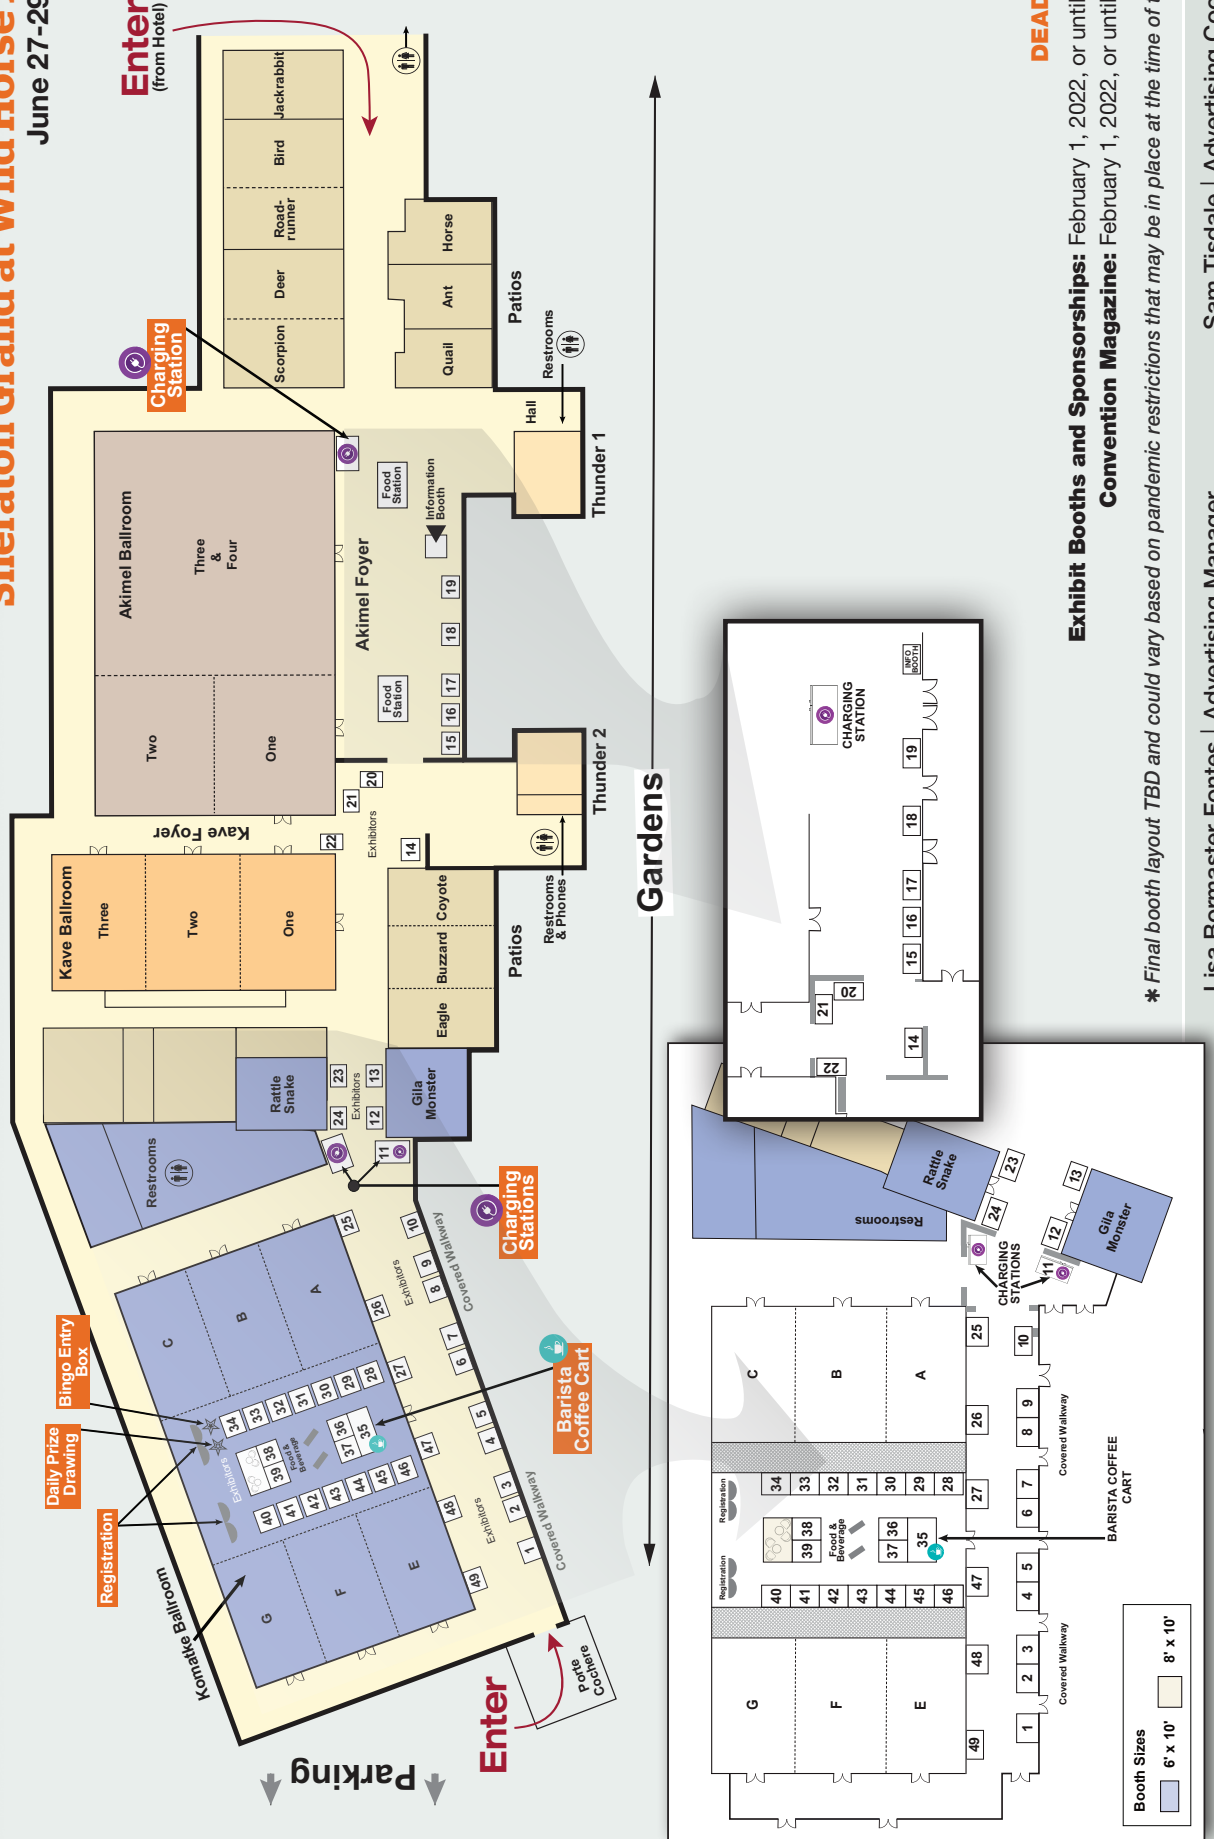 Sheraton Grand at Wild Horse
June 27-29
Enter
(from Hotel)
Jackrabbit
Bird
Road-
runner
Deer
Scorpion
Horse
Ant
Quail
Patios
Restrooms
Hall
Thunder 1
Charging
Station
Akimel Ballroom
Three
&
Four
Two
One
Akimel Foyer
Food
Station
Information
Booth
Food
Station
19
18
17
16
15
20
21
22
Exhibitors
14
Thunder 2
Restrooms
& Phones
Kave Foyer
Kave Ballroom
Three
Two
One
Coyote
Buzzard
Eagle
Patios
Gardens
Rattle
Snake
Gila
Monster
23
24
Exhibitors
13
12
11
Restrooms
Charging
Stations
Bingo Entry
Box
Daily Prize
Drawing
Registration
Komatke Ballroom
Barista
Coffee Cart
C
B
A
G
F
E
Exhibitors
34
33
32
31
30
29
28
38
39
Food &
Beverage
36
37
35
40
41
42
43
44
45
46
25
26
27
47
48
49
Exhibitors
Exhibitors
10
9
8
7
6
5
4
3
2
1
Covered Walkway
Covered Walkway
Porte
Cochere
Enter
Parking
INFO
BOOTH
CHARGING
STATION
19
18
17
16
15
20
21
22
14
Restrooms
Rattle
Snake
23
24
13
12
11
Gila
Monster
CHARGING
STATIONS
C
B
A
25
26
27
10
9
8
7
6
5
4
3
2
1
Covered Walkway
Covered Walkway
Registration
Registration
34
33
32
31
30
29
28
38
39
Food &
Beverage
36
37
35
40
41
42
43
44
45
46
47
48
49
G
F
E
BARISTA COFFEE
CART
Booth Sizes
6' x 10'
8' x 10'
DEAD
Exhibit Booths and Sponsorships: February 1, 2022, or until
Convention Magazine: February 1, 2022, or until
✱ Final booth layout TBD and could vary based on pandemic restrictions that may be in place at the time of
Lisa Bormaster Fontes | Advertising Manager
Sam Tisdale | Advertising